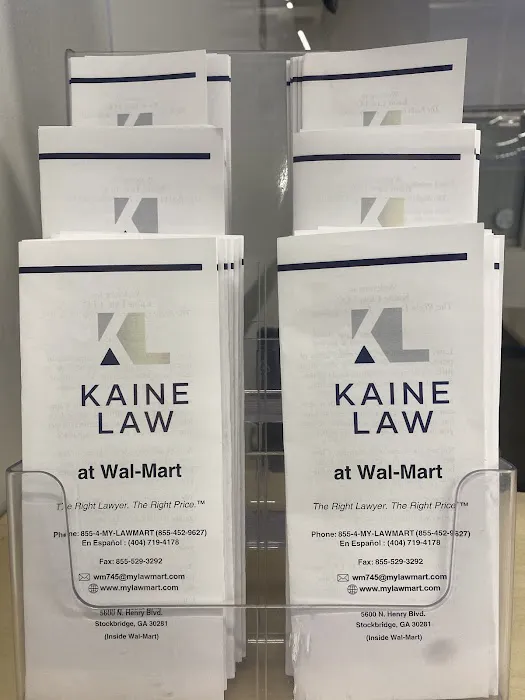 KL
KAINE
LAW
at Wal-Mart
The Right Lawyer. The Right Price.™
Phone: 855-4-MY-LAWMART (855-452-9627)
En Español : (404) 719-4178
Fax: 855-529-3292
wm745@mylawmart.com
www.mylawmart.com
5600 N. Henry Blvd.
Stockbridge, GA 30281
(Inside Wal-Mart)
KL
KAINE
LAW
at Wal-Mart
The Right Lawyer. The Right Price.™
Phone: 855-4-MY-LAWMART (855-452-9627)
En Español : (404) 719-4178
Fax: 855-529-3292
wm745@mylawmart.com
www.mylawmart.com
5600 N. Henry Blvd.
Stockbridge, GA 30281
(Inside Wal-Mart)